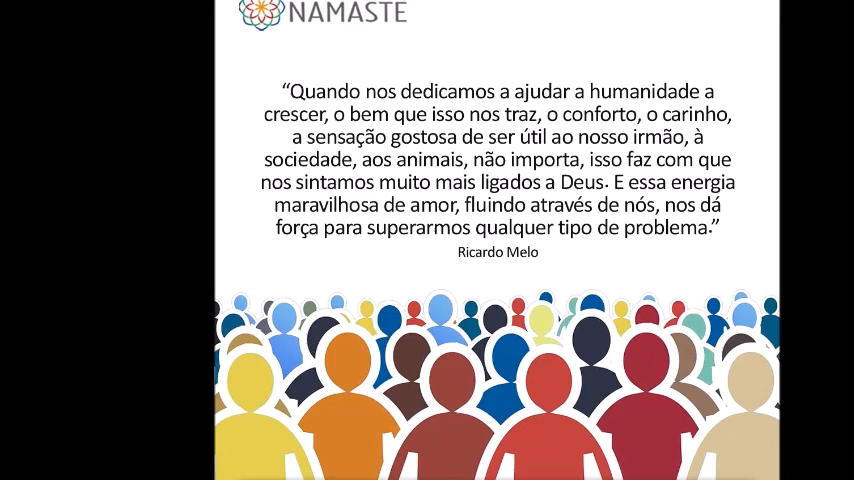 NAMASTE
“Quando nos dedicamos a ajudar a humanidade a
crescer, o bem que isso nos traz, o conforto, o carinho,
a sensação gostosa de ser útil ao nosso irmão, à
sociedade, aos animais, não importa, isso faz com que
nos sintamos muito mais ligados a Deus. E essa energia
maravilhosa de amor, fluindo através de nós, nos dá
força para superarmos qualquer tipo de problema.”
Ricardo Melo